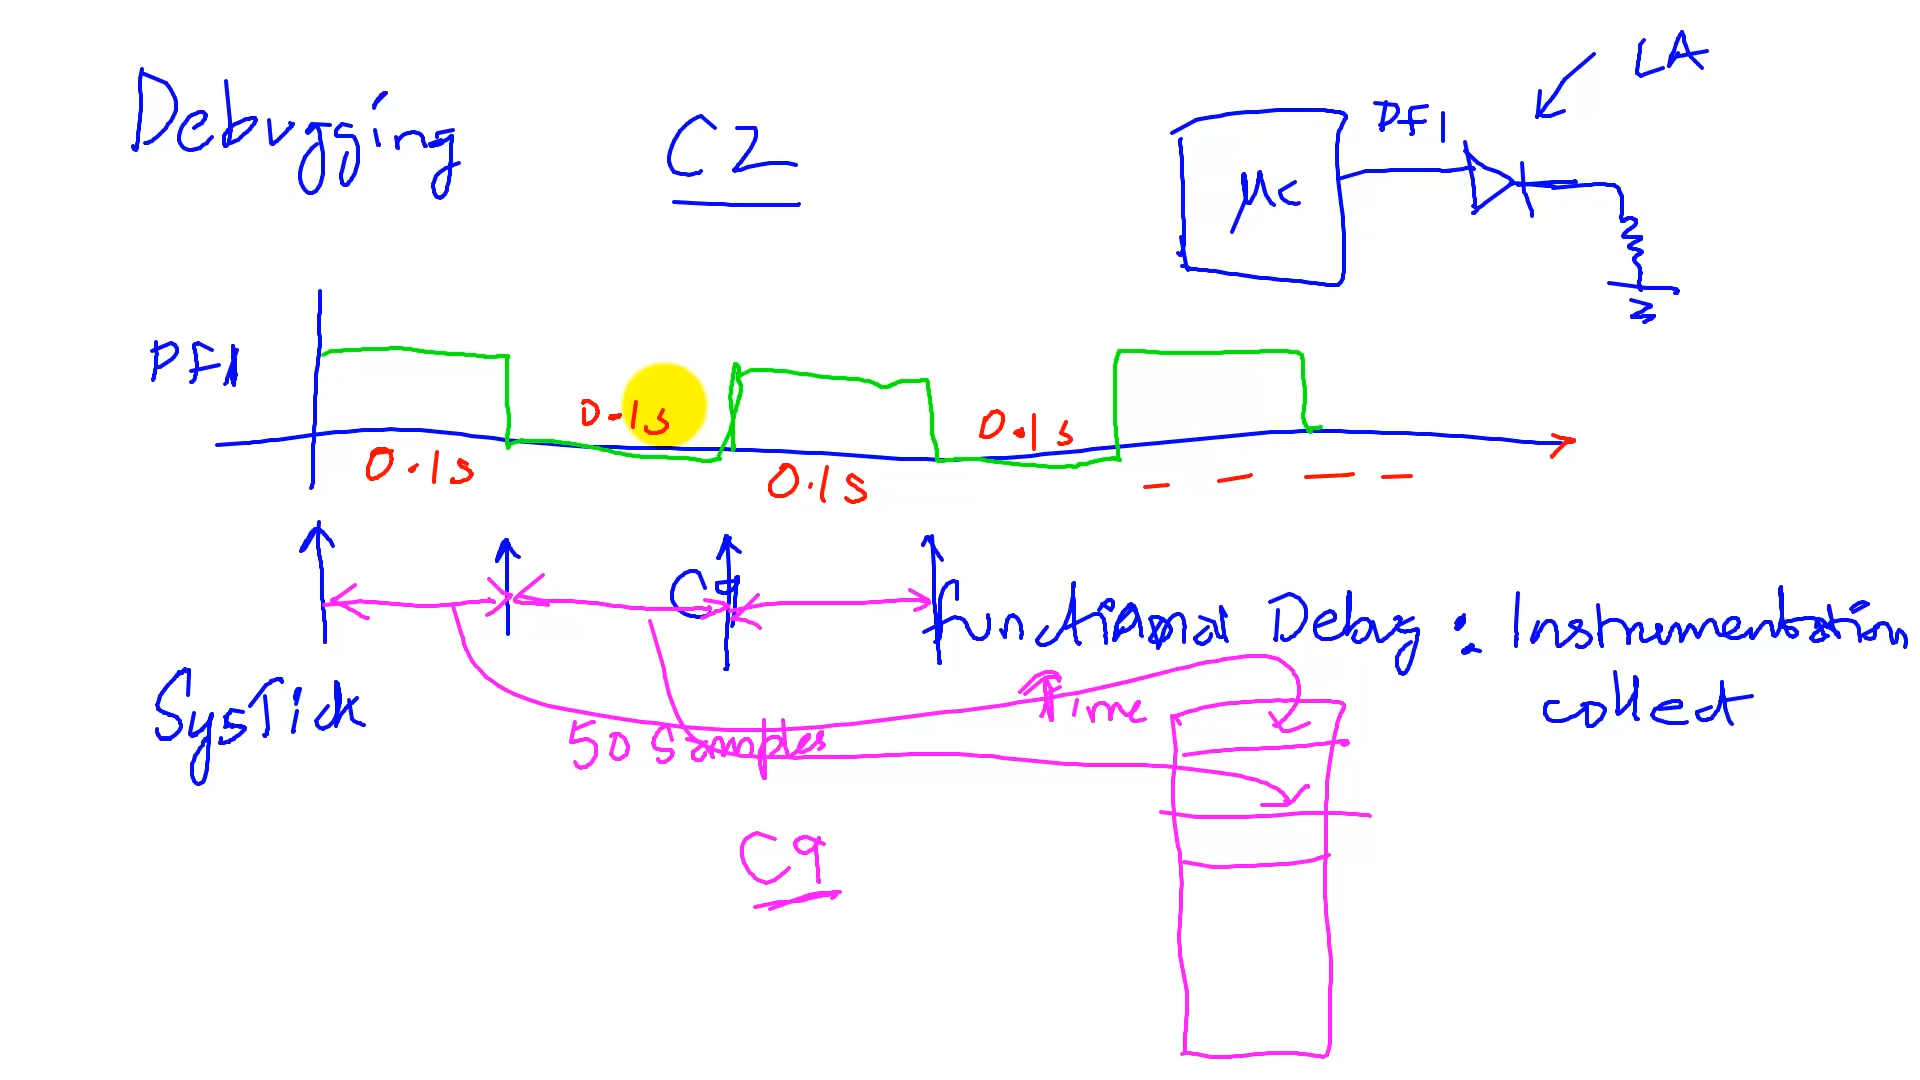 Debugging
C2
LA
PF1
μc
PF1
0.1s
0.1s
0.1s
0.1s
C9
functional Debug: Instrumentation
collect
SysTick
Time
50 samples
C9